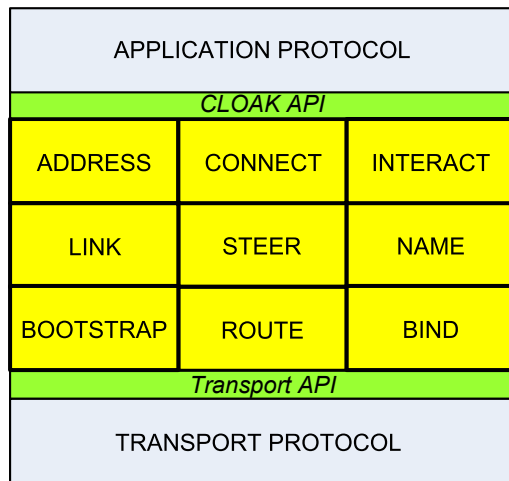 APPLICATION PROTOCOL
CLOAK API
ADDRESS CONNECT INTERACT
LINK STEER NAME
BOOTSTRAP ROUTE BIND
Transport API
TRANSPORT PROTOCOL